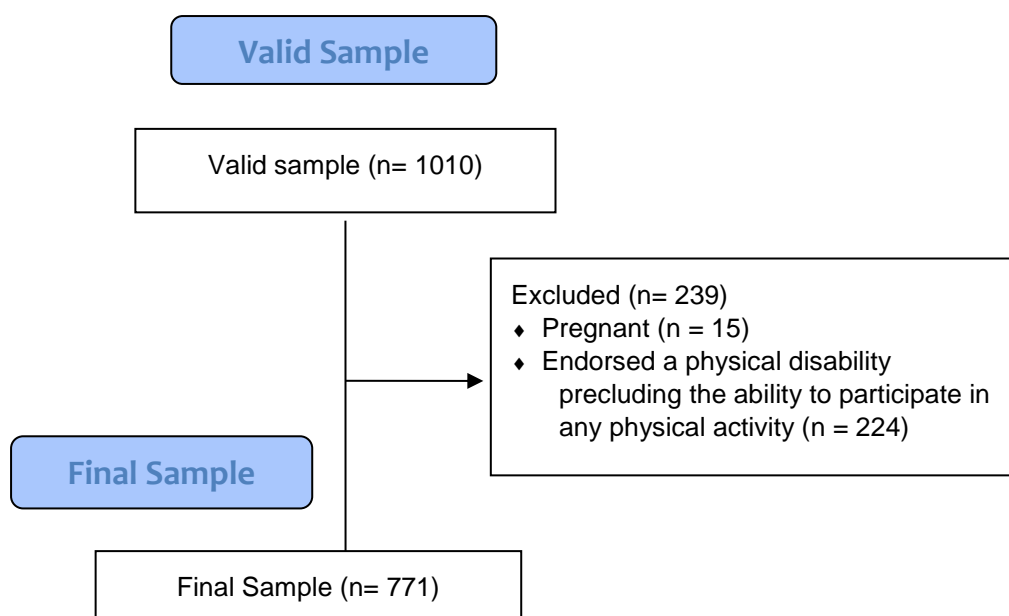 Valid Sample
Valid sample (n= 1010)
Excluded (n= 239)
♦ Pregnant (n = 15)
♦ Endorsed a physical disability
precluding the ability to participate in
any physical activity (n = 224)
Final Sample
Final Sample (n= 771)